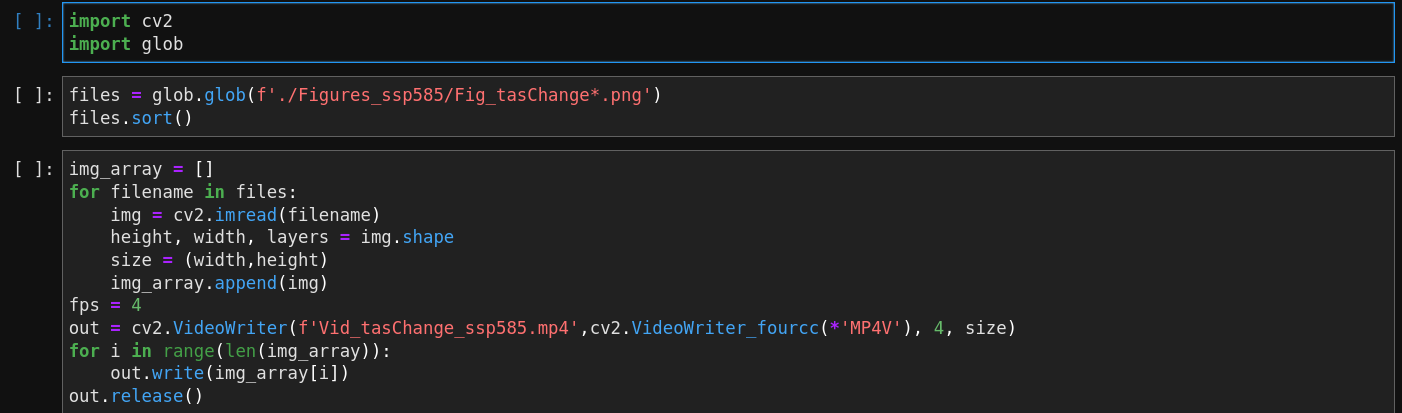 [ ]: import cv2
import glob
[ ]: files = glob.glob(f'./Figures_ssp585/Fig_tasChange*.png')
files.sort()
[ ]: img_array = []
for filename in files:
    img = cv2.imread(filename)
    height, width, layers = img.shape
    size = (width,height)
    img_array.append(img)
fps = 4
out = cv2.VideoWriter(f'Vid_tasChange_ssp585.mp4',cv2.VideoWriter_fourcc(*'MP4V'), 4, size)
for i in range(len(img_array)):
    out.write(img_array[i])
out.release()